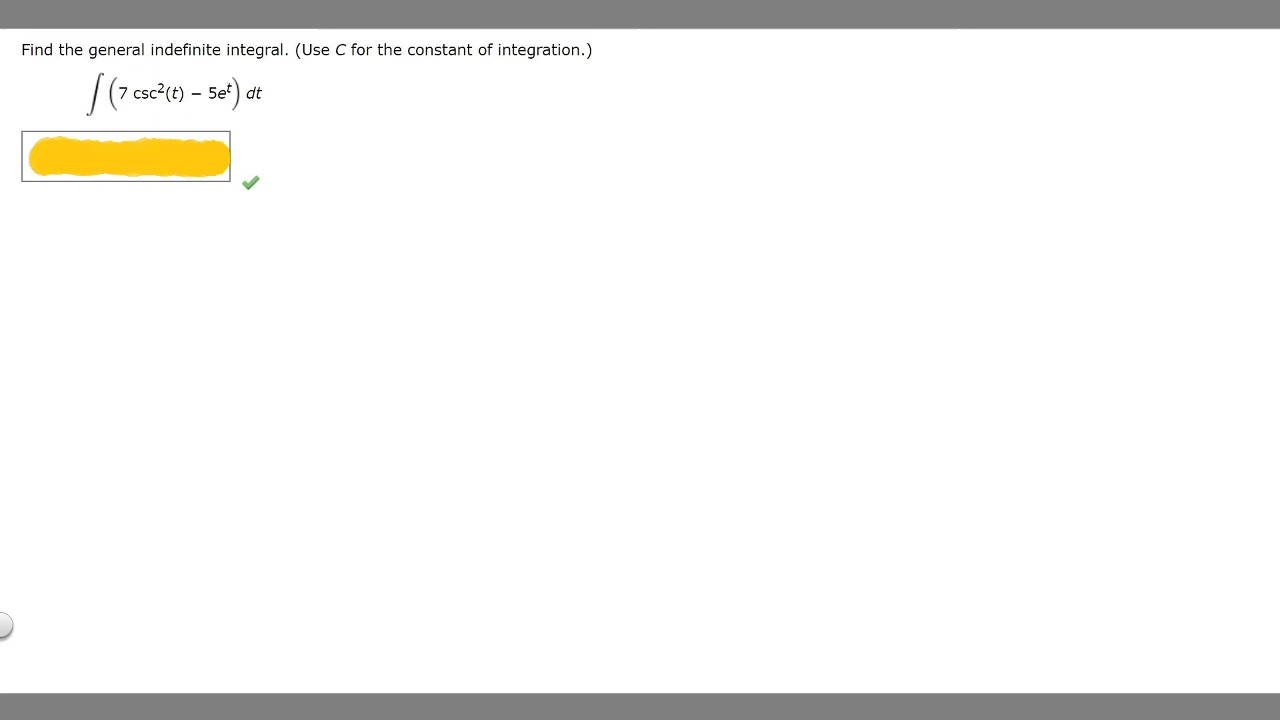 Find the general indefinite integral. (Use C for the constant of integration.)
∫ (7 csc²(t) − 5eᵗ) dt